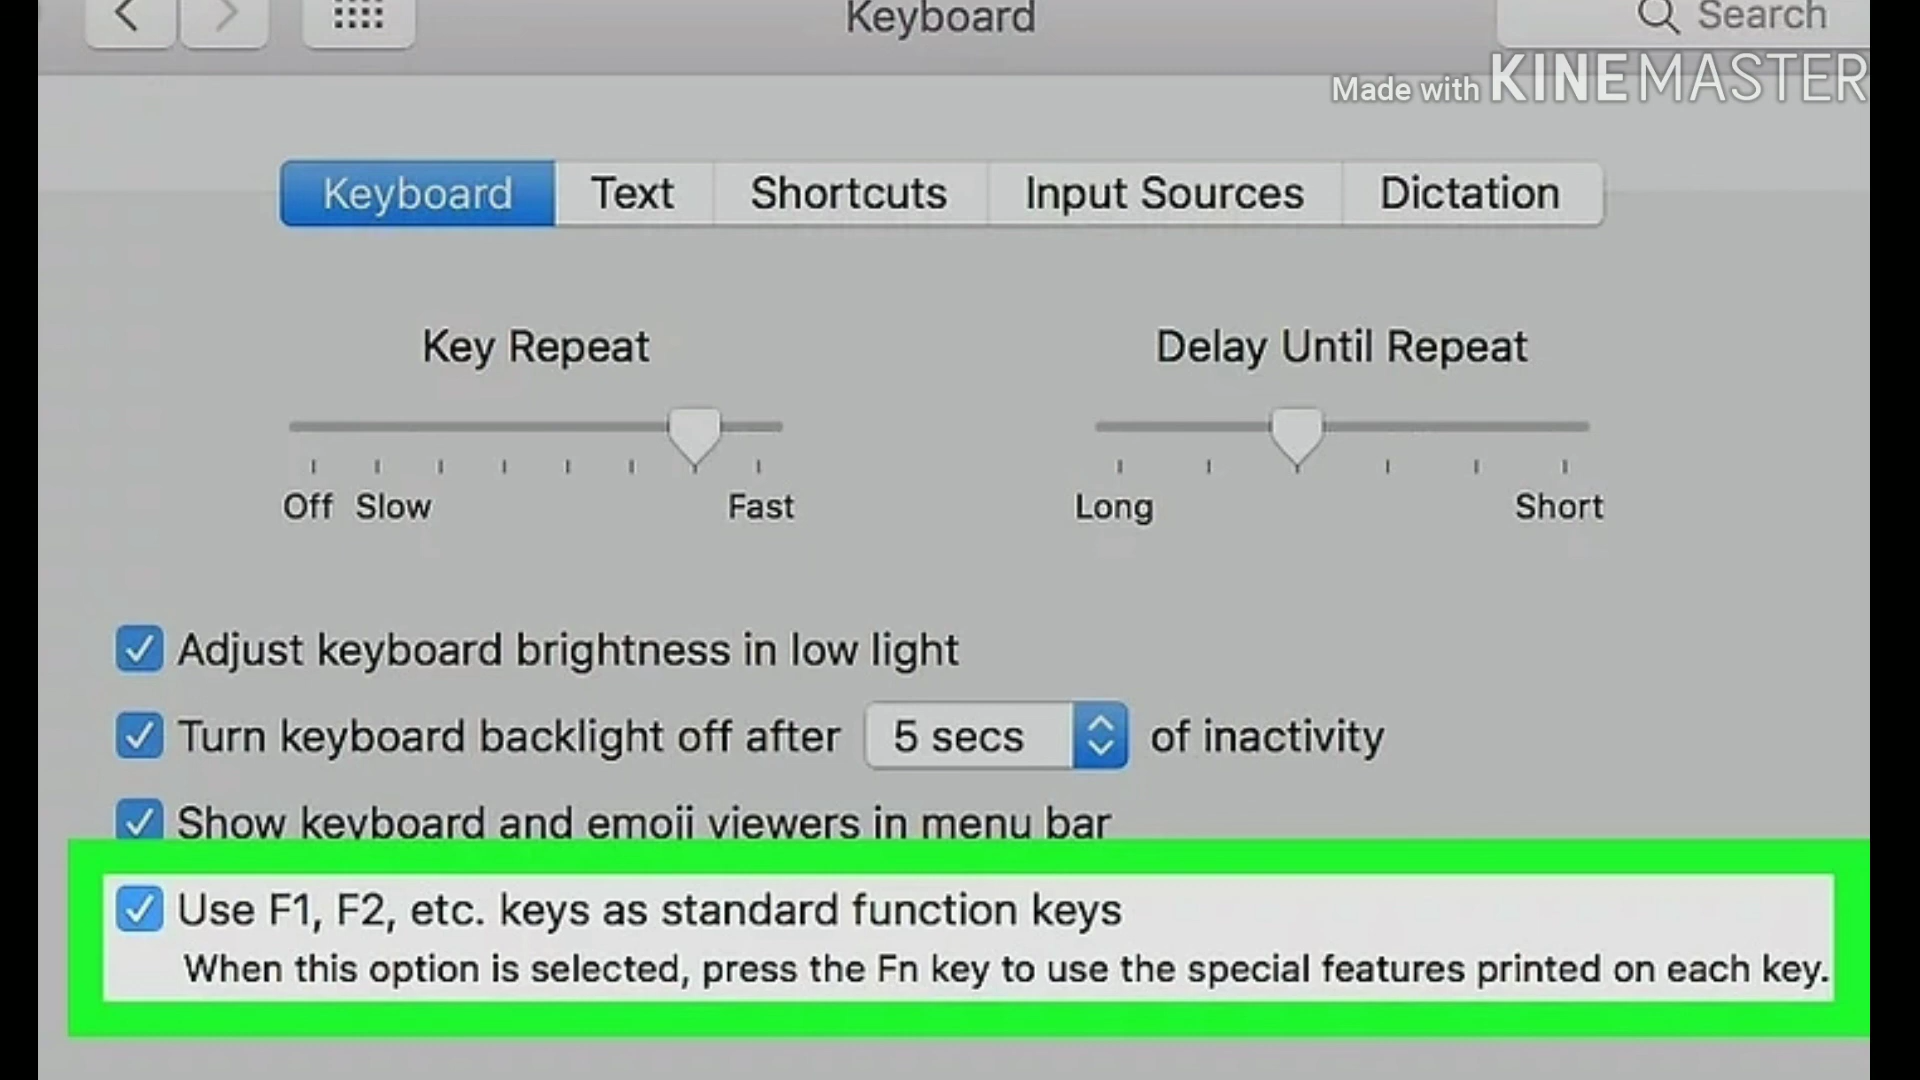 Keyboard
Search
Made with KINEMASTER
Keyboard Text Shortcuts Input Sources Dictation
Key Repeat
Delay Until Repeat
Off Slow Fast
Long Short
Adjust keyboard brightness in low light
Turn keyboard backlight off after 5 secs of inactivity
Show keyboard and emoji viewers in menu bar
Use F1, F2, etc. keys as standard function keys
When this option is selected, press the Fn key to use the special features printed on each key.